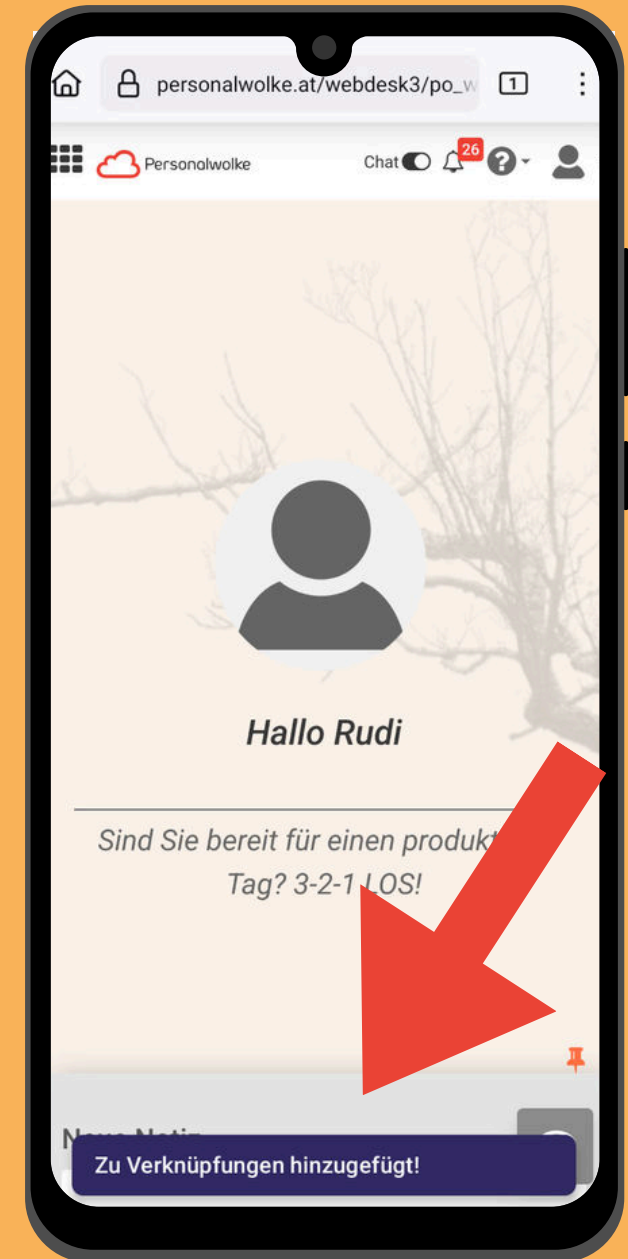 personalwolke.at/webdesk3/po_w
1
Personalwolke
Chat
26
?
Hallo Rudi
Sind Sie bereit für einen produkt
Tag? 3-2-1 LOS!
Zu Verknüpfungen hinzugefügt!